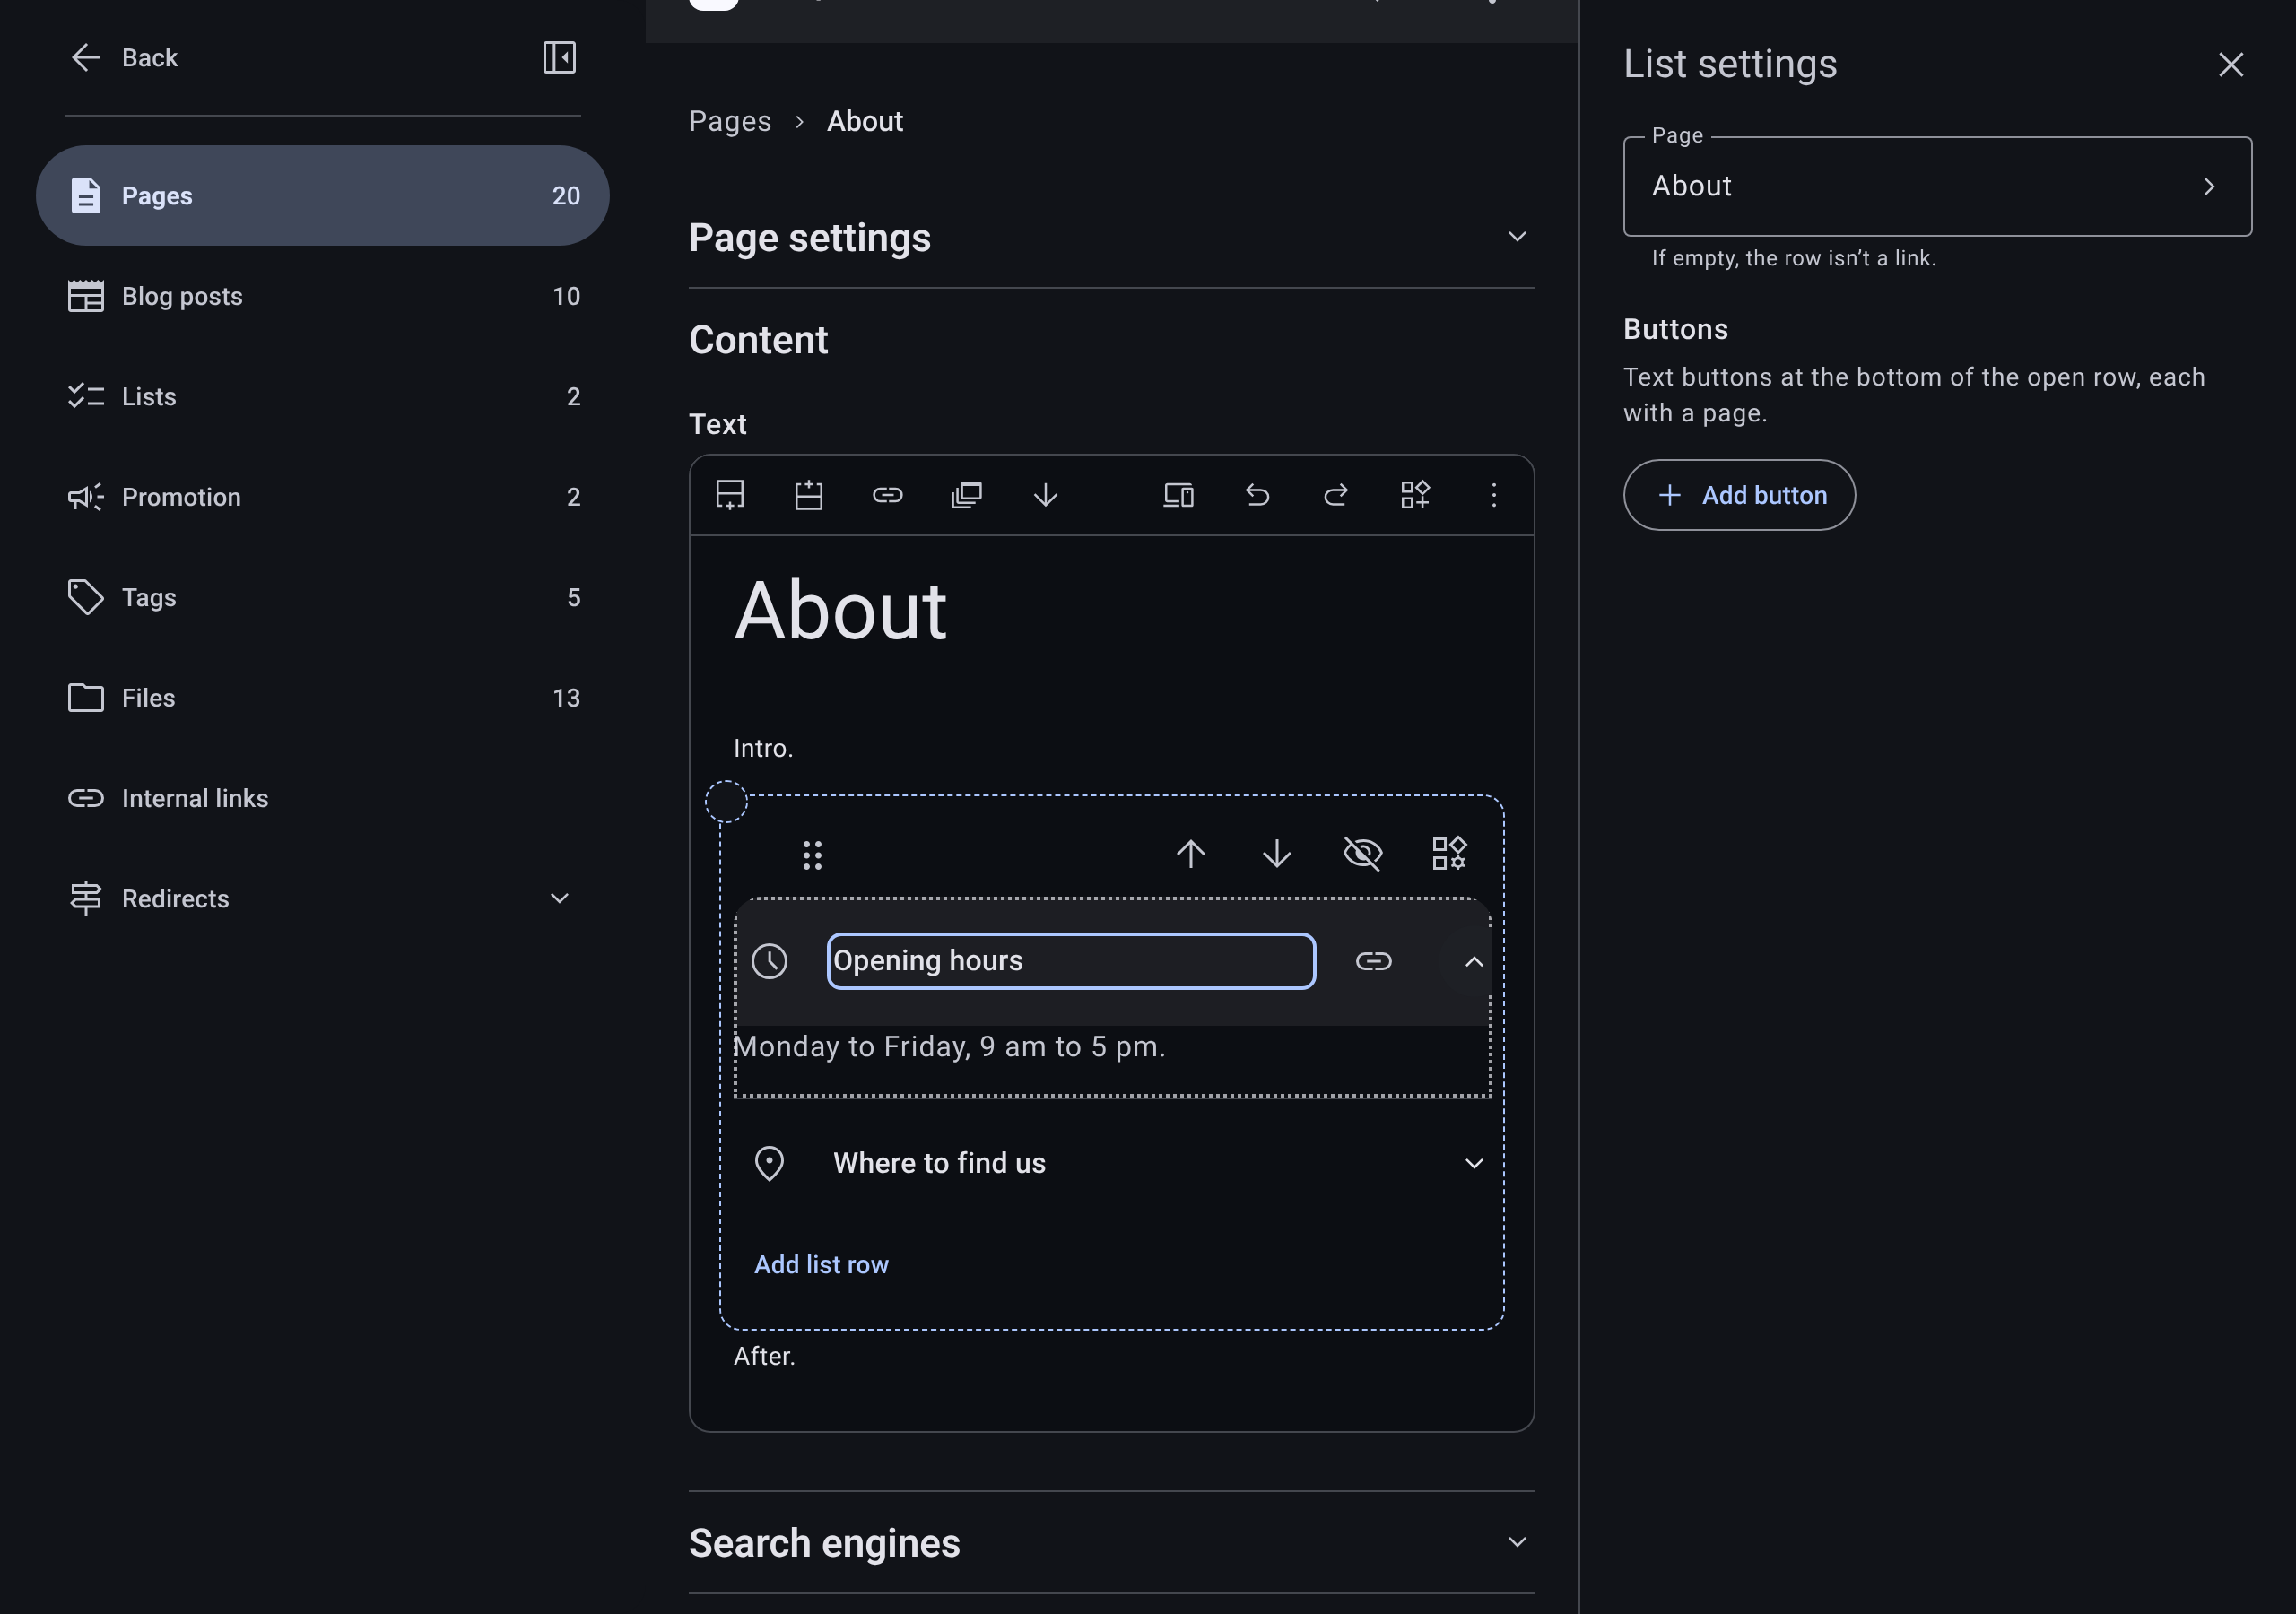 Back
Pages 20
Blog posts 10
Lists 2
Promotion 2
Tags 5
Files 13
Internal links
Redirects
Pages › About
Page settings
Content
Text
About
Intro.
Opening hours
Monday to Friday, 9 am to 5 pm.
Where to find us
Add list row
After.
Search engines
List settings
Page
About
If empty, the row isn’t a link.
Buttons
Text buttons at the bottom of the open row, each
with a page.
Add button